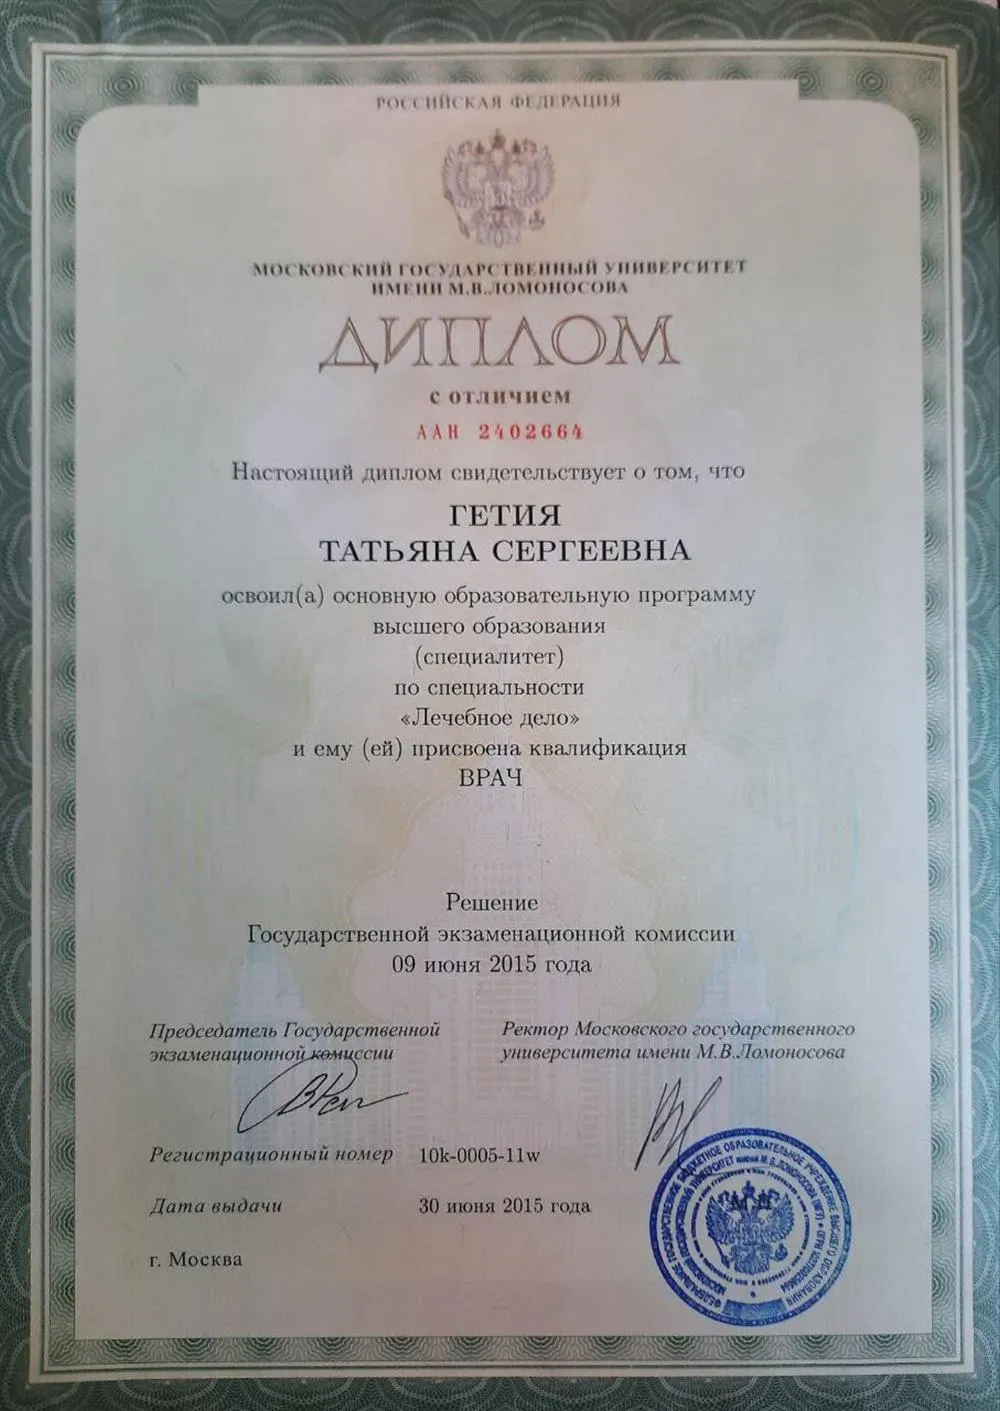 РОССИЙСКАЯ ФЕДЕРАЦИЯ
МОСКОВСКИЙ ГОСУДАРСТВЕННЫЙ УНИВЕРСИТЕТ
ИМЕНИ М.В.ЛОМОНОСОВА
ДИПЛОМ
с отличием
ААН 2402664
Настоящий диплом свидетельствует о том, что
ГЕТИЯ
ТАТЬЯНА СЕРГЕЕВНА
освоил(а) основную образовательную программу
высшего образования
(специалитет)
по специальности
«Лечебное дело»
и ему (ей) присвоена квалификация
ВРАЧ
Решение
Государственной экзаменационной комиссии
09 июня 2015 года
Председатель Государственной
экзаменационной комиссии
Ректор Московского государственного
университета имени М.В.Ломоносова
Регистрационный номер 10k-0005-11w
Дата выдачи 30 июня 2015 года
г. Москва